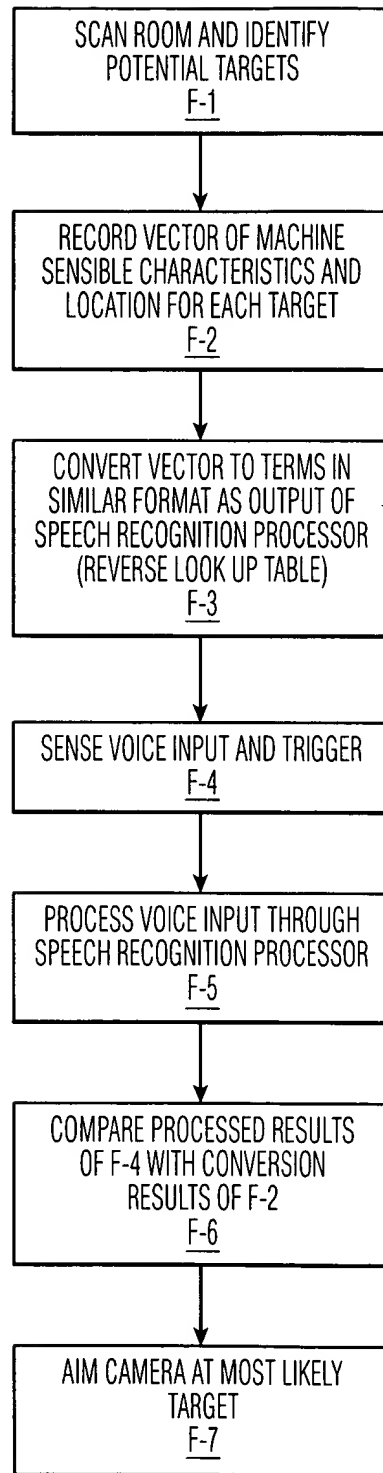 SCAN ROOM AND IDENTIFY
POTENTIAL TARGETS
F-1
RECORD VECTOR OF MACHINE
SENSIBLE CHARACTERISTICS AND
LOCATION FOR EACH TARGET
F-2
CONVERT VECTOR TO TERMS IN
SIMILAR FORMAT AS OUTPUT OF
SPEECH RECOGNITION PROCESSOR
(REVERSE LOOK UP TABLE)
F-3
SENSE VOICE INPUT AND TRIGGER
F-4
PROCESS VOICE INPUT THROUGH
SPEECH RECOGNITION PROCESSOR
F-5
COMPARE PROCESSED RESULTS
OF F-4 WITH CONVERSION
RESULTS OF F-2
F-6
AIM CAMERA AT MOST LIKELY
TARGET
F-7